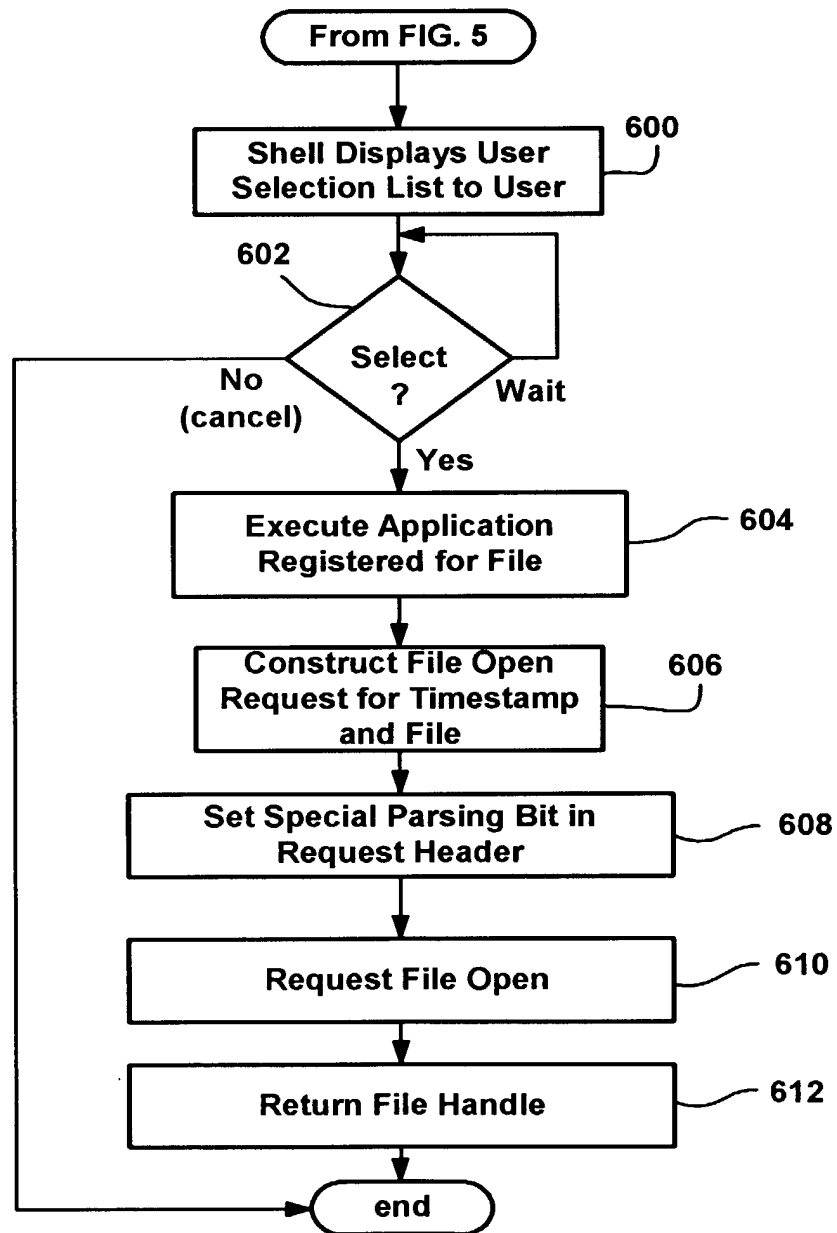 From FIG. 5
600
Shell Displays User
Selection List to User
602
Select
?
No
(cancel)
Wait
Yes
604
Execute Application
Registered for File
606
Construct File Open
Request for Timestamp
and File
608
Set Special Parsing Bit in
Request Header
610
Request File Open
612
Return File Handle
end